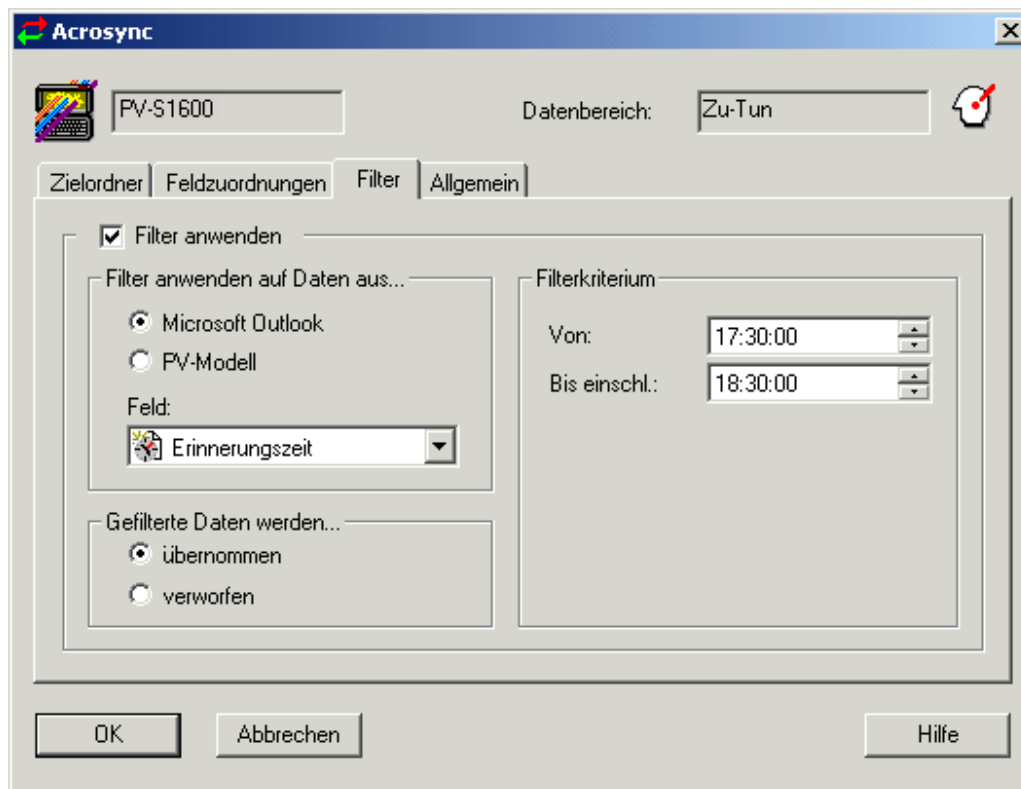 Acrosync
PV-S1600
Datenbereich:
Zu-Tun
Zielordner
Feldzuordnungen
Filter
Allgemein
Filter anwenden
Filter anwenden auf Daten aus...
Microsoft Outlook
PV-Modell
Feld:
Erinnerungszeit
Gefilterte Daten werden...
übernommen
verworfen
Filterkriterium
Von:
17:30:00
Bis einschl.:
18:30:00
OK
Abbrechen
Hilfe